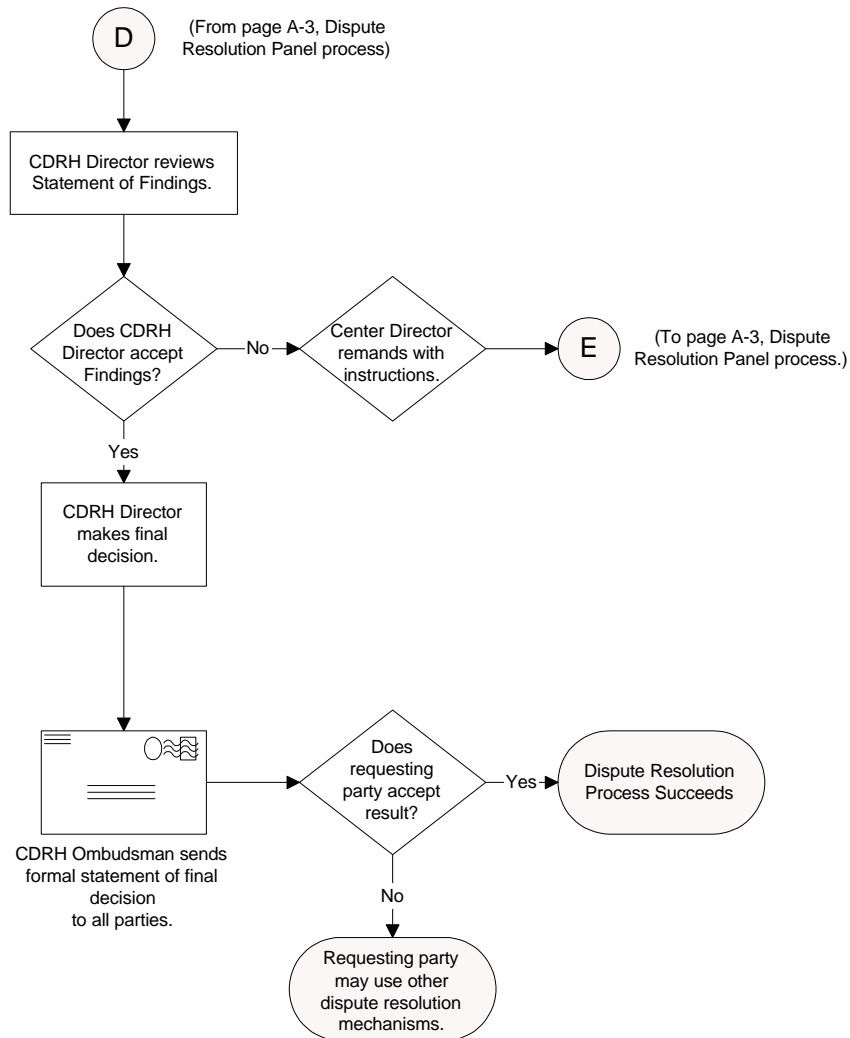 D
(From page A-3, Dispute
Resolution Panel process)
CDRH Director reviews
Statement of Findings.
Does CDRH
Director accept
Findings?
No
Center Director
remands with
instructions.
E
(To page A-3, Dispute
Resolution Panel process.)
Yes
CDRH Director
makes final
decision.
CDRH Ombudsman sends
formal statement of final
decision
to all parties.
Does
requesting
party accept
result?
Yes
Dispute Resolution
Process Succeeds
No
Requesting party
may use other
dispute resolution
mechanisms.